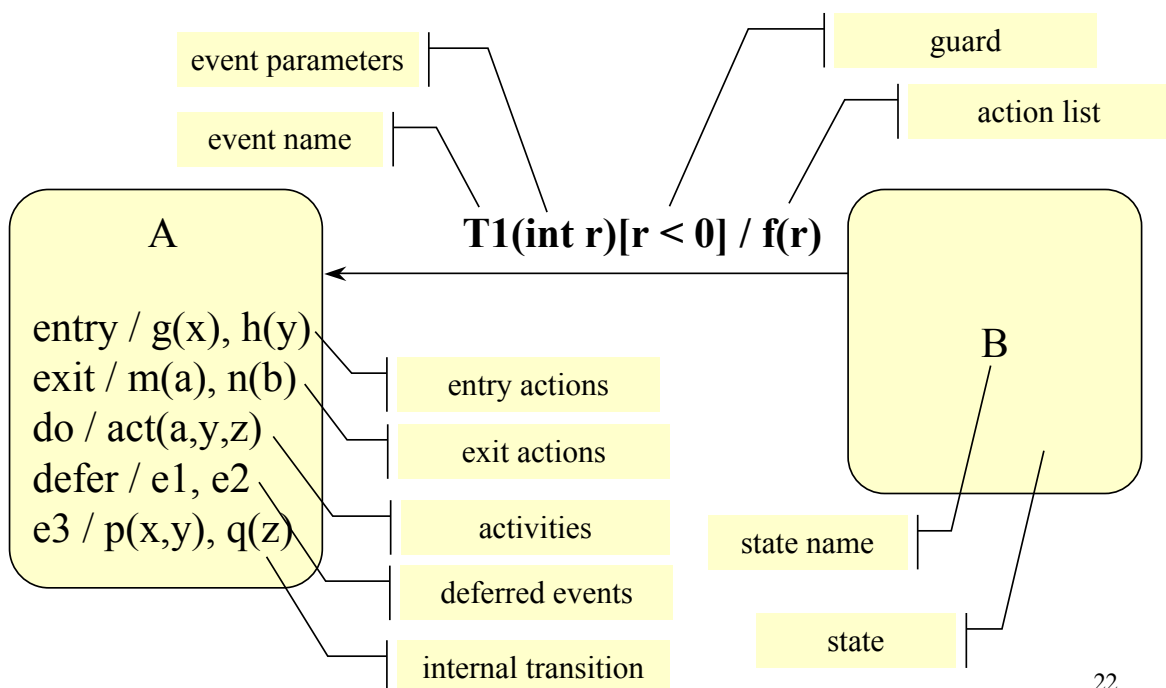 guard
event parameters
action list
event name
T1(int r)[r < 0] / f(r)
A
entry / g(x), h(y)
exit / m(a), n(b)
do / act(a,y,z)
defer / e1, e2
e3 / p(x,y), q(z)
B
entry actions
exit actions
activities
deferred events
internal transition
state name
state
22